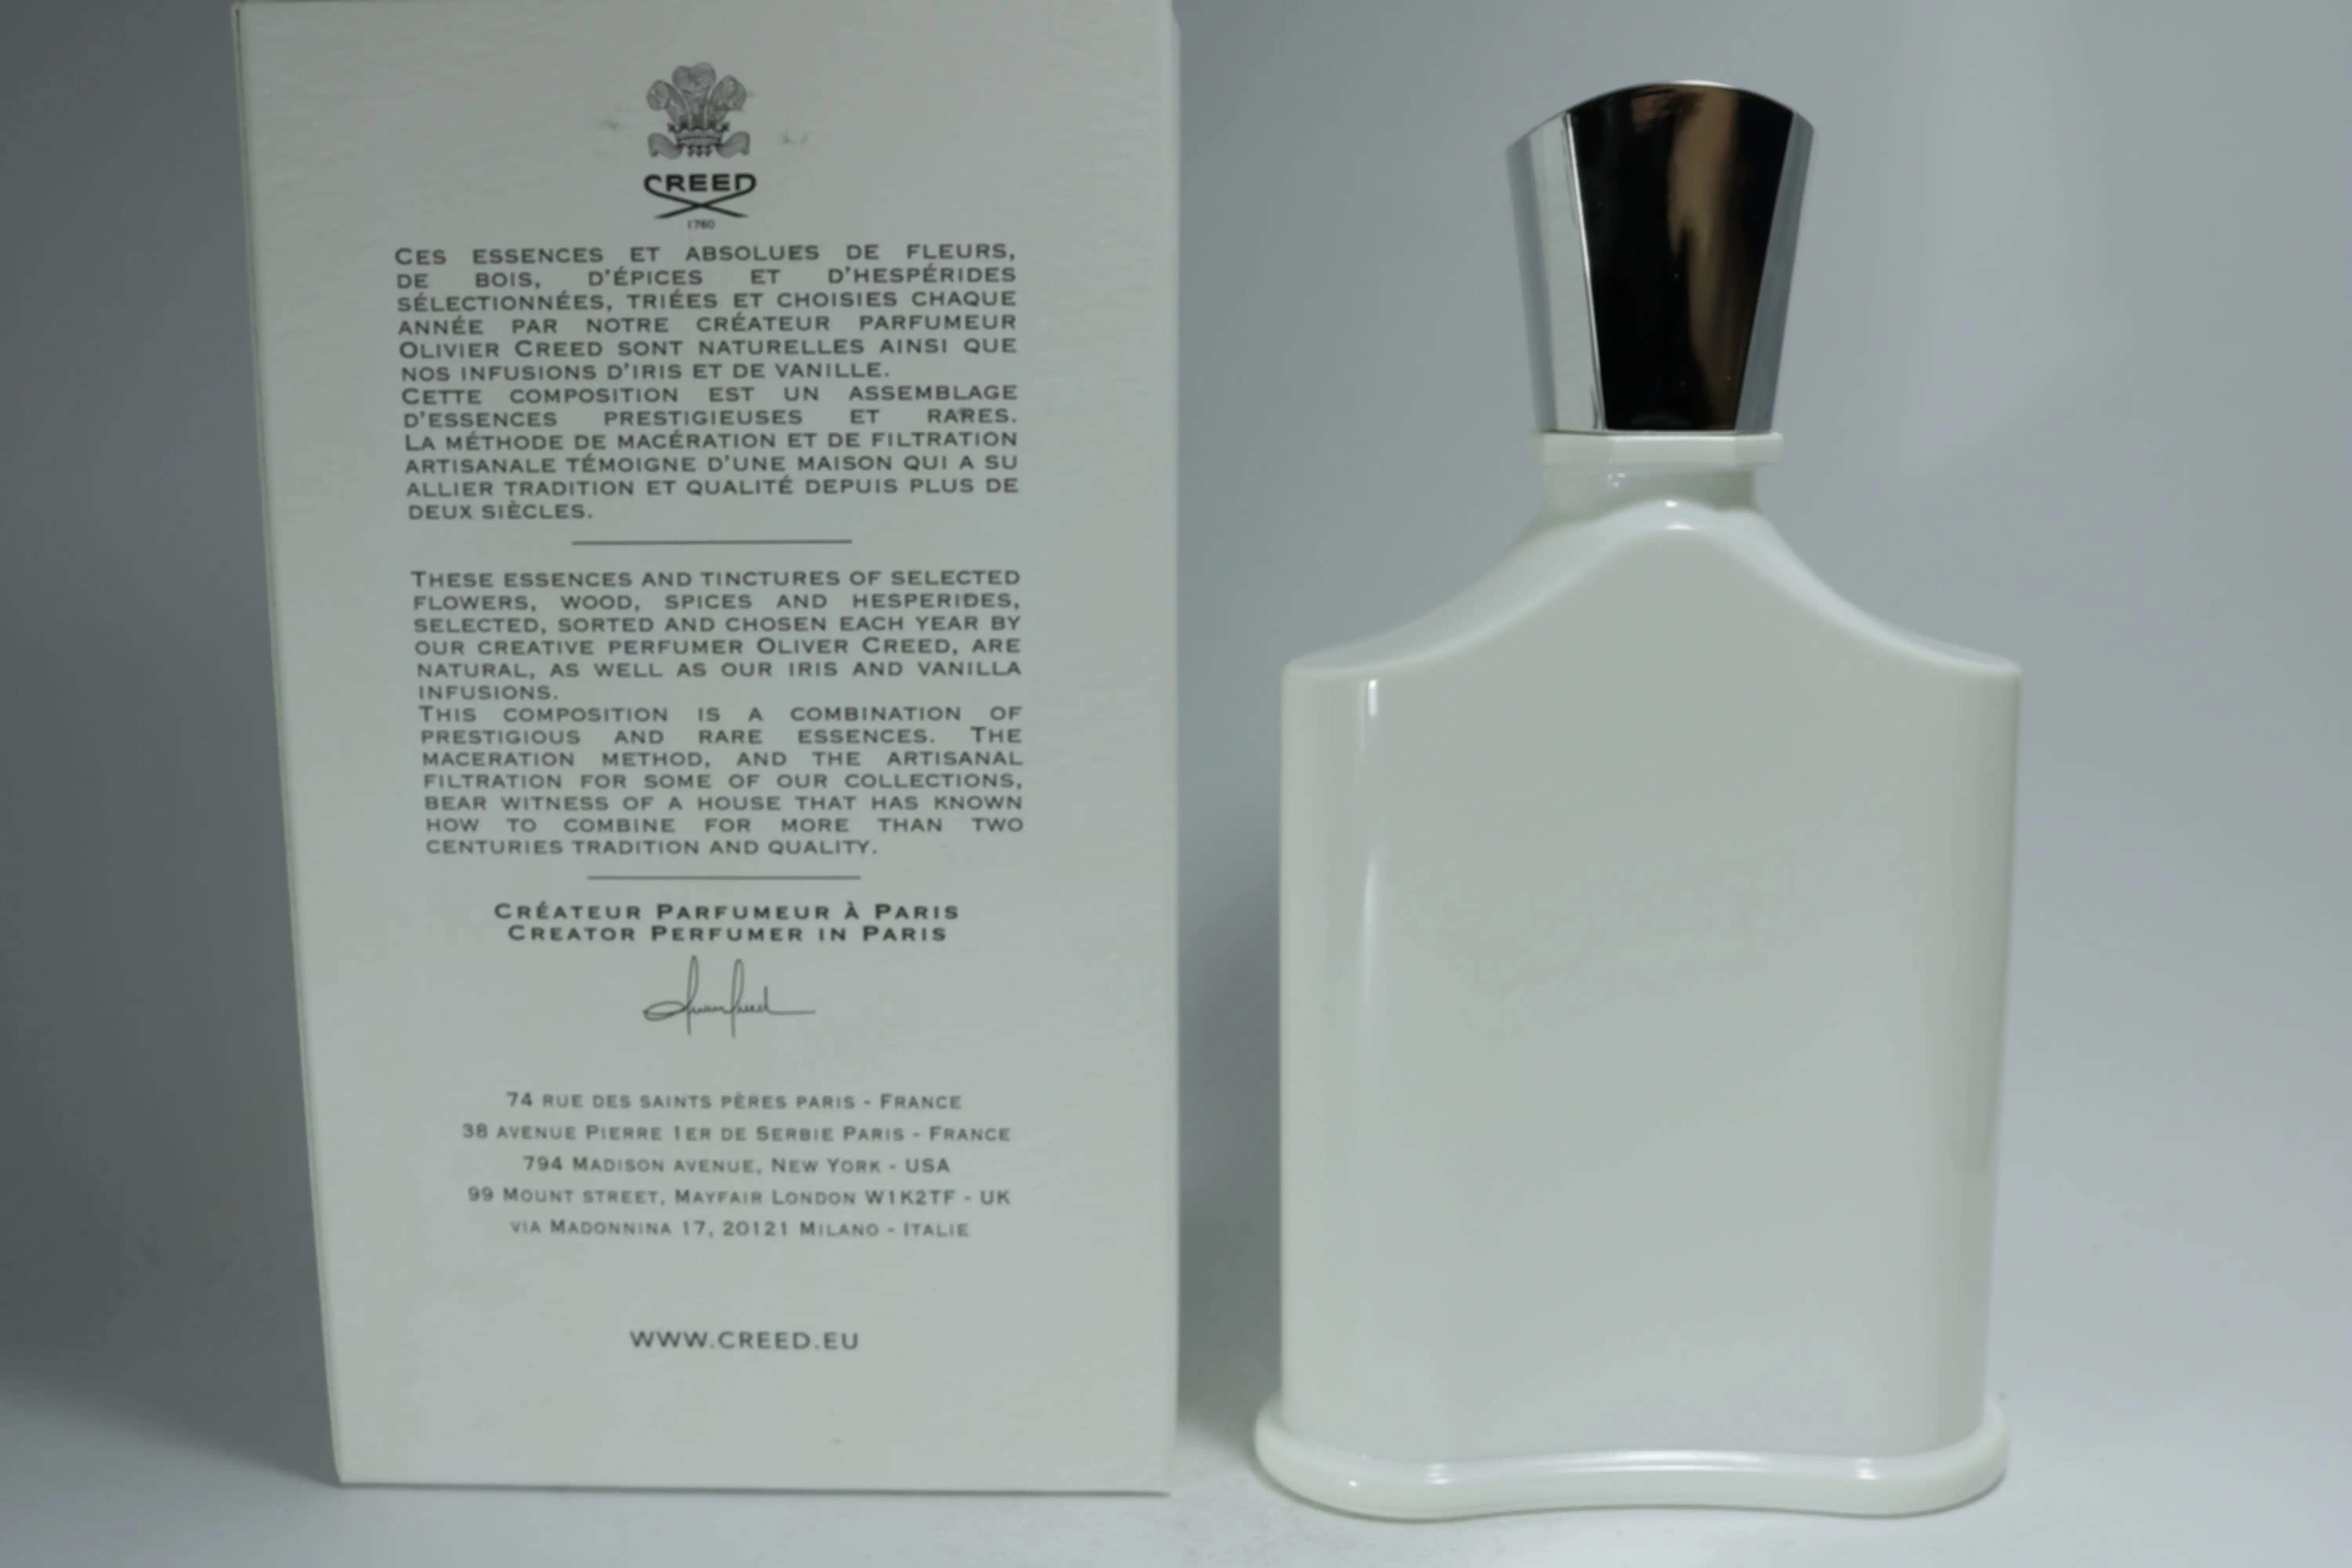 CREED
1760
CES ESSENCES ET ABSOLUES DE FLEURS,
DE BOIS, D'ÉPICES ET D'HESPÉRIDES
SÉLECTIONNÉES, TRIÉES ET CHOISIES CHAQUE
ANNÉE PAR NOTRE CRÉATEUR PARFUMEUR
OLIVIER CREED SONT NATURELLES AINSI QUE
NOS INFUSIONS D'IRIS ET DE VANILLE.
CETTE COMPOSITION EST UN ASSEMBLAGE
D'ESSENCES PRESTIGIEUSES ET RARES.
LA MÉTHODE DE MACÉRATION ET DE FILTRATION
ARTISANALE TÉMOIGNE D'UNE MAISON QUI A SU
ALLIER TRADITION ET QUALITÉ DEPUIS PLUS DE
DEUX SIÈCLES.
THESE ESSENCES AND TINCTURES OF SELECTED
FLOWERS, WOOD, SPICES AND HESPERIDES,
SELECTED, SORTED AND CHOSEN EACH YEAR BY
OUR CREATIVE PERFUMER OLIVER CREED, ARE
NATURAL, AS WELL AS OUR IRIS AND VANILLA
INFUSIONS.
THIS COMPOSITION IS A COMBINATION OF
PRESTIGIOUS AND RARE ESSENCES. THE
MACERATION METHOD, AND THE ARTISANAL
FILTRATION FOR SOME OF OUR COLLECTIONS,
BEAR WITNESS OF A HOUSE THAT HAS KNOWN
HOW TO COMBINE FOR MORE THAN TWO
CENTURIES TRADITION AND QUALITY.
CRÉATEUR PARFUMEUR À PARIS
CREATOR PERFUMER IN PARIS
74 RUE DES SAINTS PÈRES PARIS - FRANCE
38 AVENUE PIERRE 1ER DE SERBIE PARIS - FRANCE
794 MADISON AVENUE, NEW YORK - USA
99 MOUNT STREET, MAYFAIR LONDON W1K2TF - UK
VIA MADONNINA 17, 20121 MILANO - ITALIE
WWW.CREED.EU